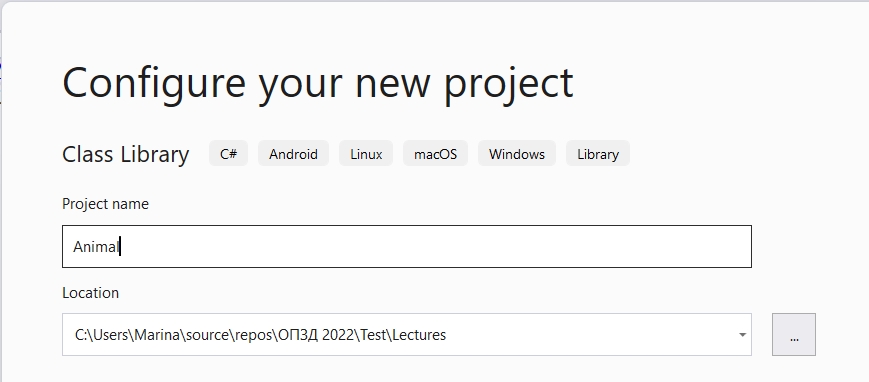 Configure your new project
Class Library C# Android Linux macOS Windows Library
Project name
Animal
Location
C:\Users\Marina\source\repos\ОПЗД 2022\Test\Lectures
...